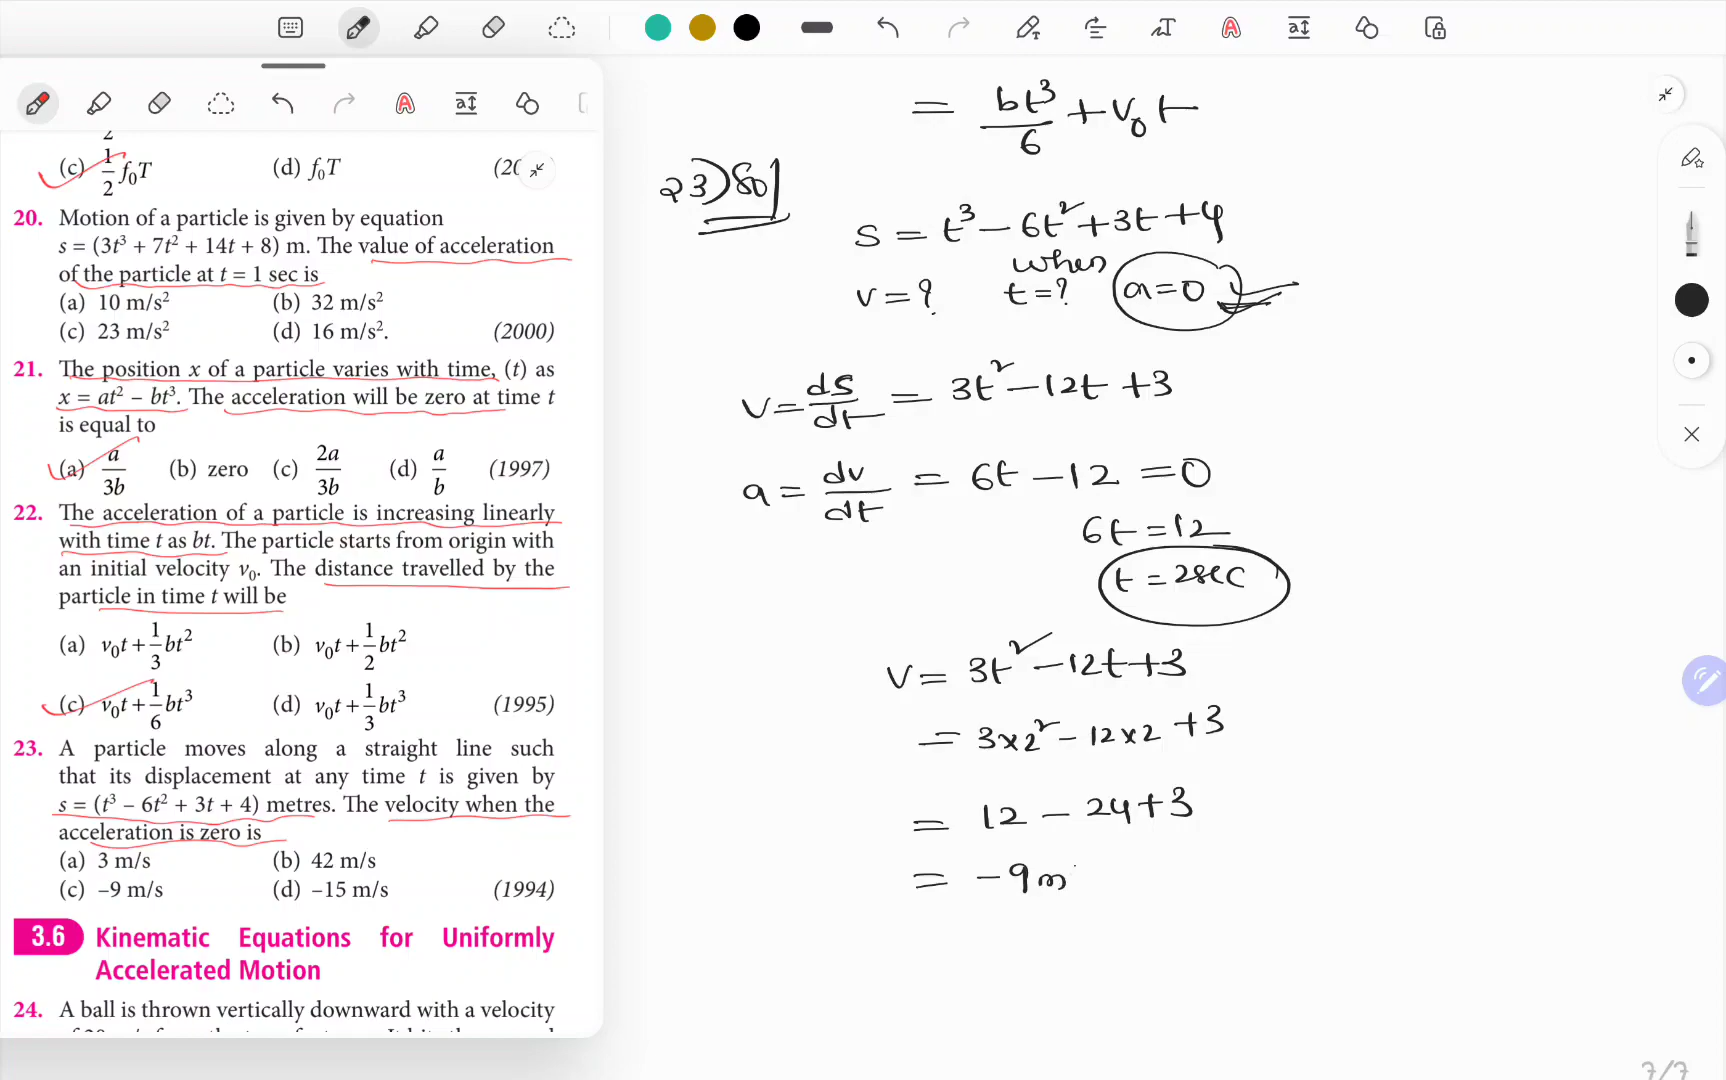 (c) 1/2 f₀T (d) f₀T (20
20. Motion of a particle is given by equation
s = (3t³ + 7t² + 14t + 8) m. The value of acceleration
of the particle at t = 1 sec is
(a) 10 m/s² (b) 32 m/s²
(c) 23 m/s² (d) 16 m/s². (2000)
21. The position x of a particle varies with time, (t) as
x = at² – bt³. The acceleration will be zero at time t
is equal to
(a) a/3b (b) zero (c) 2a/3b (d) a/b (1997)
22. The acceleration of a particle is increasing linearly
with time t as bt. The particle starts from origin with
an initial velocity v₀. The distance travelled by the
particle in time t will be
(a) v₀t + 1/3 bt² (b) v₀t + 1/2 bt²
(c) v₀t + 1/6 bt³ (d) v₀t + 1/3 bt³ (1995)
23. A particle moves along a straight line such
that its displacement at any time t is given by
s = (t³ – 6t² + 3t + 4) metres. The velocity when the
acceleration is zero is
(a) 3 m/s (b) 42 m/s
(c) –9 m/s (d) –15 m/s (1994)
3.6 Kinematic Equations for Uniformly
Accelerated Motion
24. A ball is thrown vertically downward with a velocity
= bt³/6 + v₀t
23) Sol
s = t³ – 6t² + 3t + 4
when
v = ? t = ? a = 0
v = ds/dt = 3t² – 12t + 3
a = dv/dt = 6t – 12 = 0
6t = 12
t = 2sec
v = 3t² – 12t + 3
= 3×2² – 12×2 + 3
= 12 – 24 + 3
= – 9 m
7/7